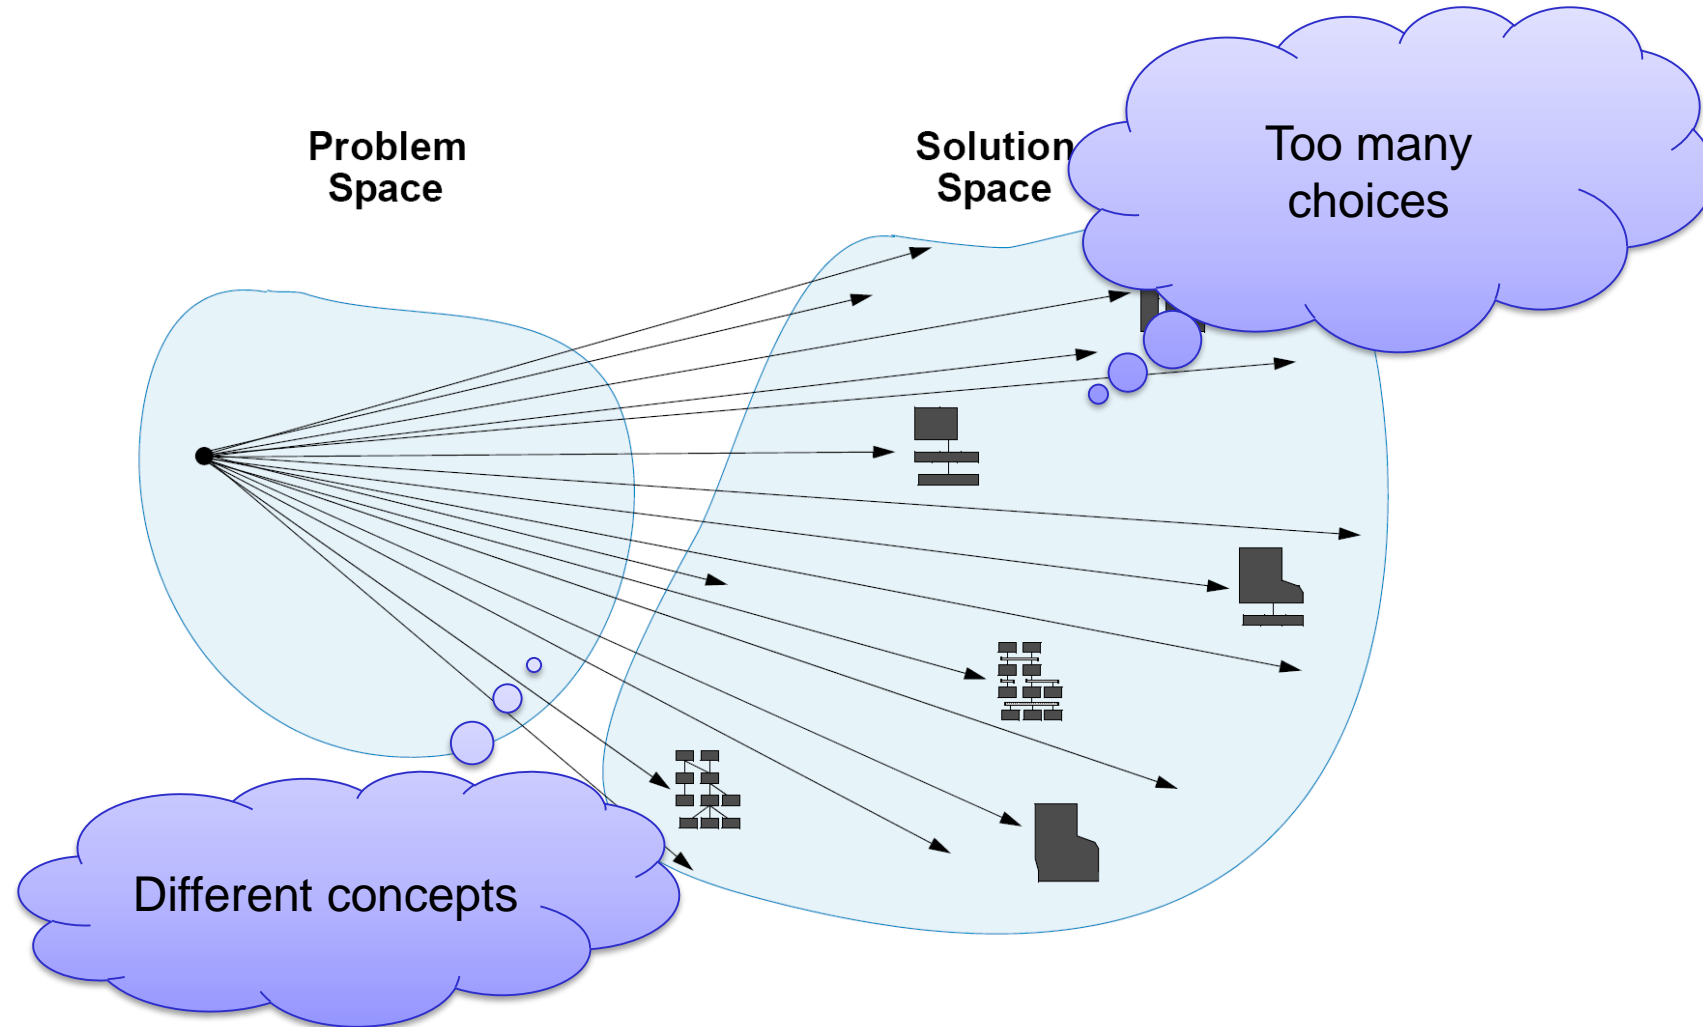 Problem
Space
Solution
Space
Too many
choices
Different concepts